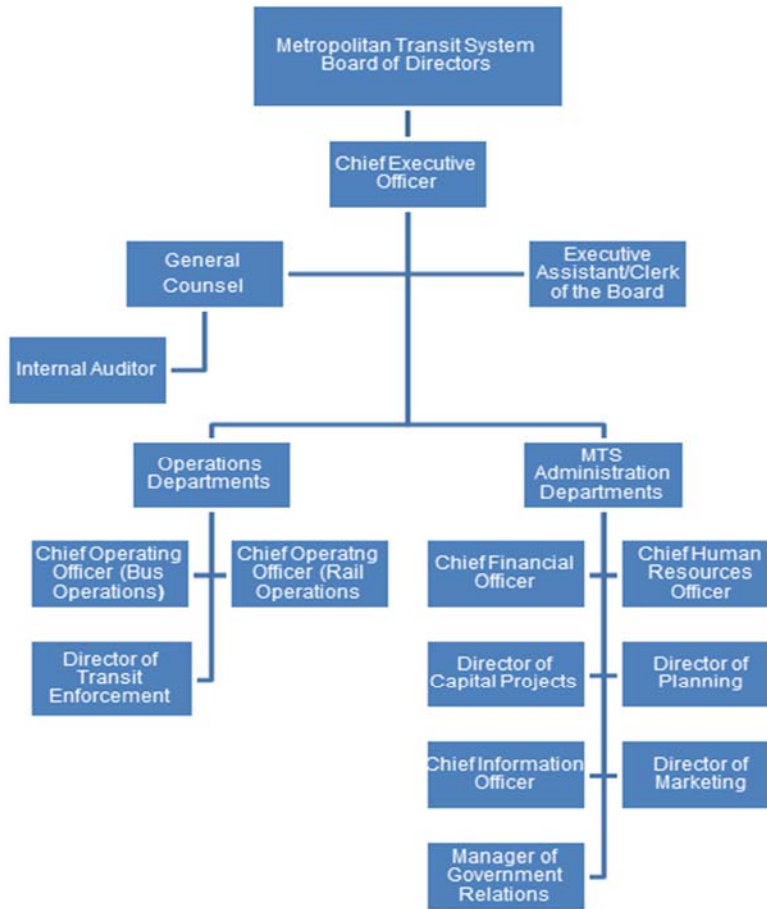 Metropolitan Transit System
Board of Directors
Chief Executive
Officer
General
Counsel
Executive
Assistant/Clerk
of the Board
Internal Auditor
Operations
Departments
MTS
Administration
Departments
Chief Operating
Officer (Bus
Operations)
Chief Operatng
Officer (Rail
Operations
Director of
Transit
Enforcement
Chief Financial
Officer
Chief Human
Resources
Officer
Director of
Capital Projects
Director of
Planning
Chief Information
Officer
Director of
Marketing
Manager of
Government
Relations